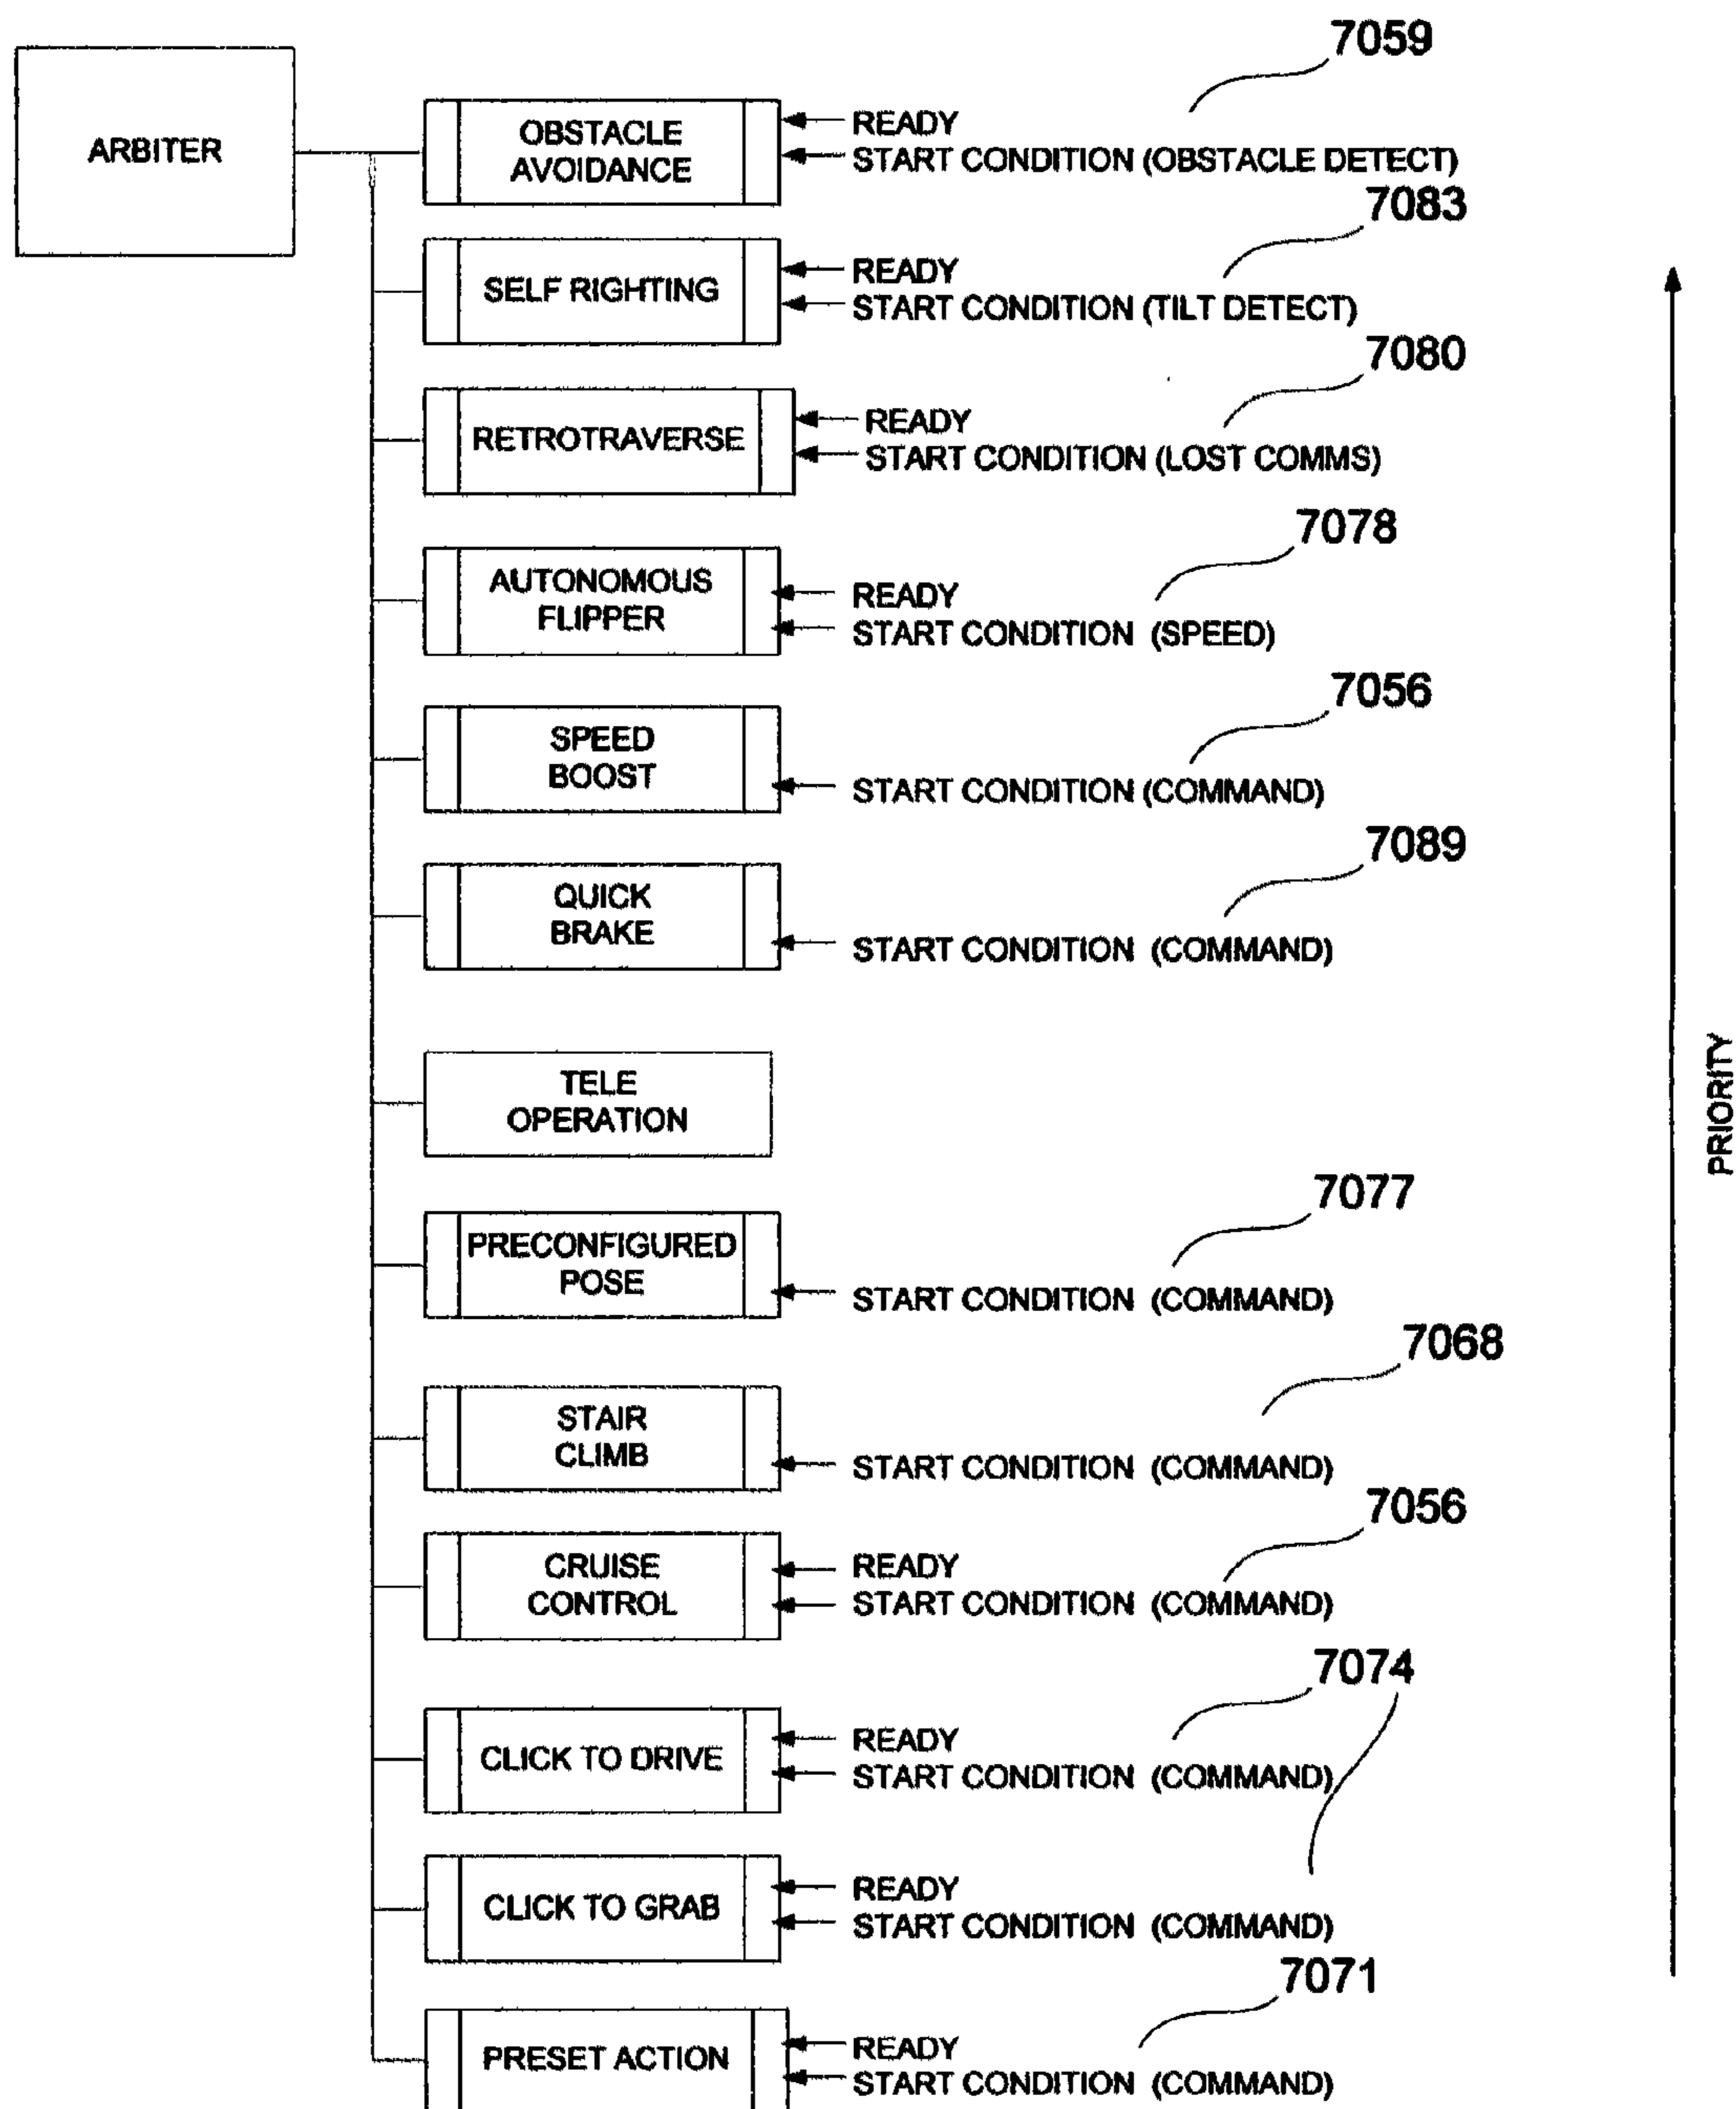 7059
ARBITER
OBSTACLE
AVOIDANCE
READY
START CONDITION (OBSTACLE DETECT)
7083
SELF RIGHTING
READY
START CONDITION (TILT DETECT)
7080
RETROTRAVERSE
READY
START CONDITION (LOST COMMS)
7078
AUTONOMOUS
FLIPPER
READY
START CONDITION (SPEED)
7056
SPEED
BOOST
START CONDITION (COMMAND)
7089
QUICK
BRAKE
START CONDITION (COMMAND)
TELE
OPERATION
PRIORITY
7077
PRECONFIGURED
POSE
START CONDITION (COMMAND)
7068
STAIR
CLIMB
START CONDITION (COMMAND)
7056
CRUISE
CONTROL
READY
START CONDITION (COMMAND)
7074
CLICK TO DRIVE
READY
START CONDITION (COMMAND)
CLICK TO GRAB
READY
START CONDITION (COMMAND)
7071
PRESET ACTION
READY
START CONDITION (COMMAND)